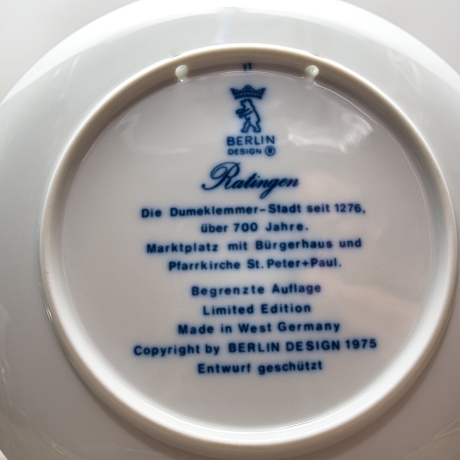 BERLIN
DESIGN ®
Ratingen
Die Dumeklemmer-Stadt seit 1276,
über 700 Jahre.
Marktplatz mit Bürgerhaus und
Pfarrkirche St. Peter+Paul.
Begrenzte Auflage
Limited Edition
Made in West Germany
Copyright by BERLIN DESIGN 1975
Entwurf geschützt